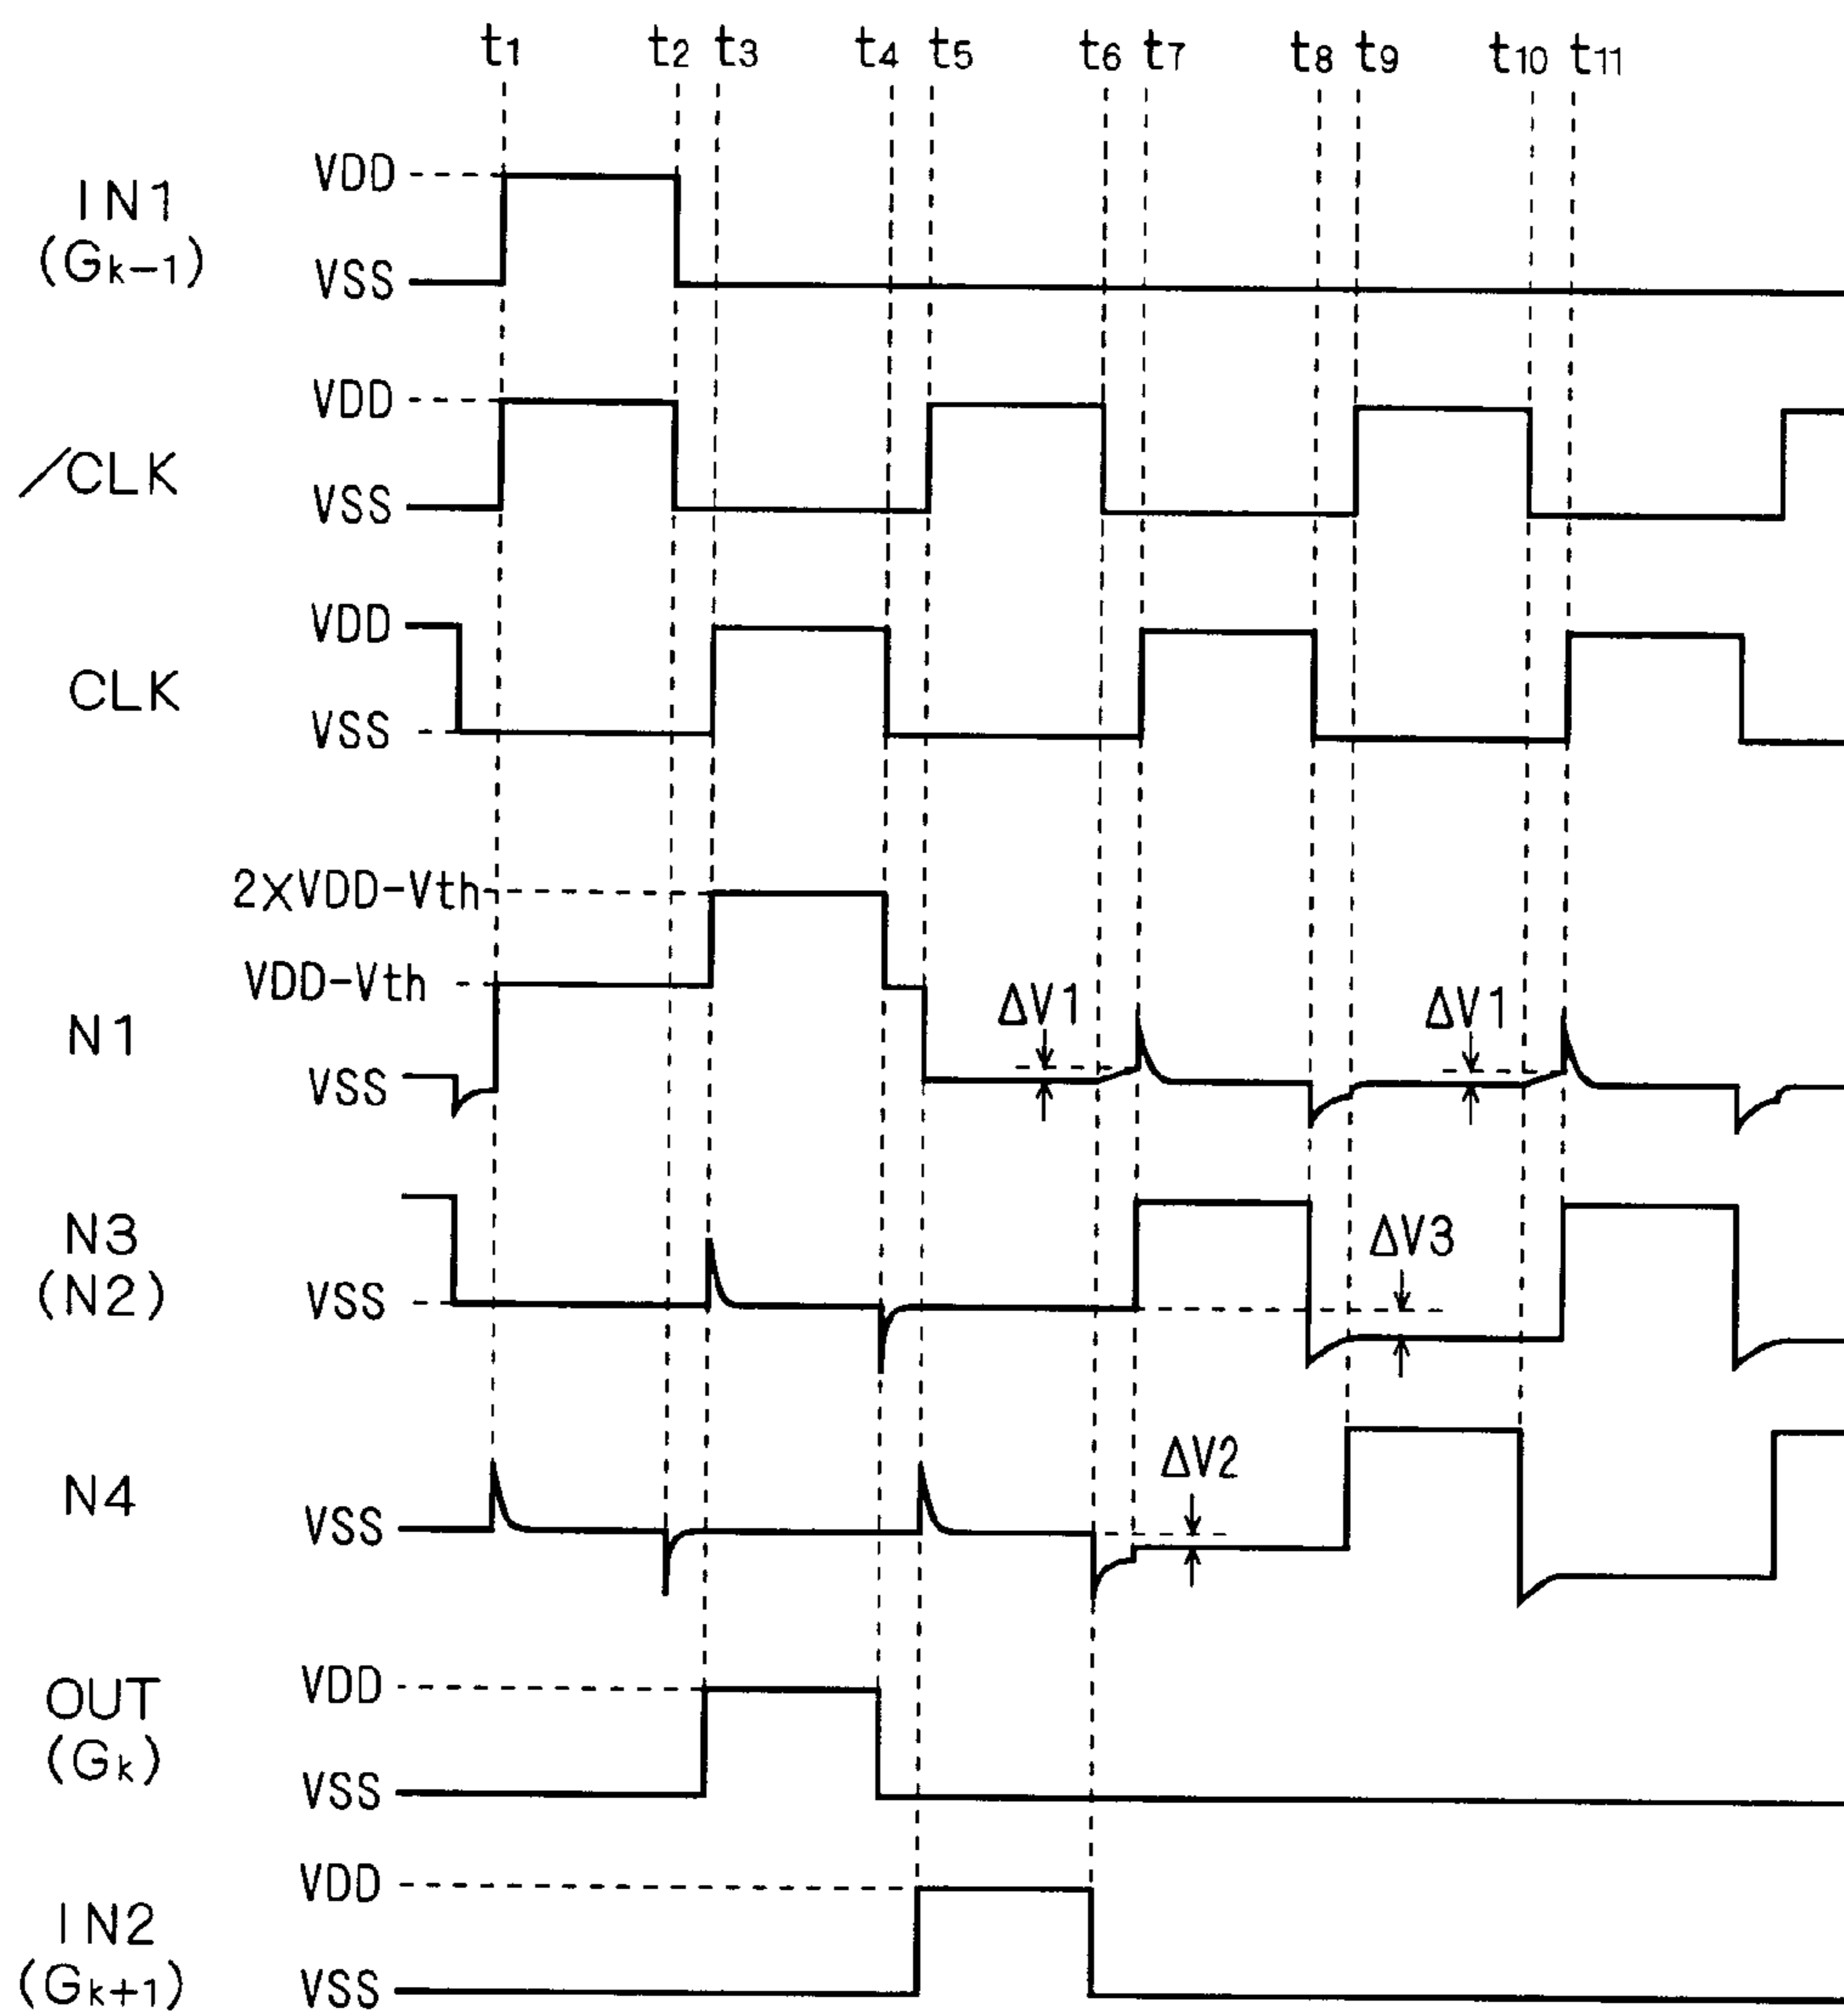 t1 t2 t3 t4 t5 t6 t7 t8 t9 t10 t11
VDD
IN1
(Gk-1)
VSS
VDD
/CLK
VSS
VDD
CLK
VSS
2XVDD-Vth
VDD-Vth
ΔV1 ΔV1
N1
VSS
N3
(N2)
ΔV3
VSS
ΔV2
N4
VSS
VDD
OUT
(Gk)
VSS
VDD
IN2
(Gk+1)
VSS